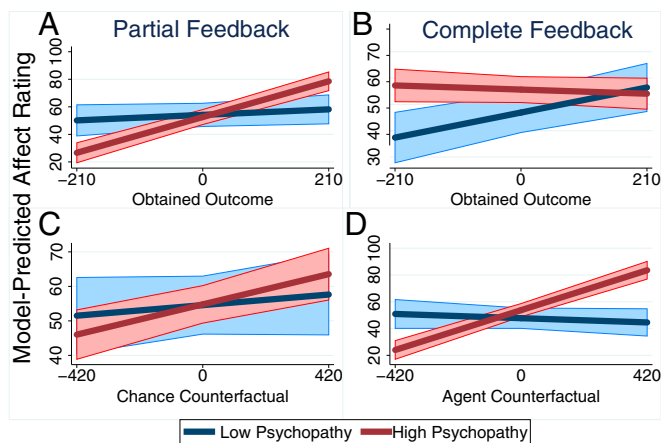 A Partial Feedback
B Complete Feedback
Model-Predicted Affect Rating
100
80
60
40
20
−210 0 210
Obtained Outcome
70
60
50
40
30
−210 0 210
Obtained Outcome
C
70
60
50
40
−420 0 420
Chance Counterfactual
D
100
80
60
40
20
−420 0 420
Agent Counterfactual
Low Psychopathy High Psychopathy